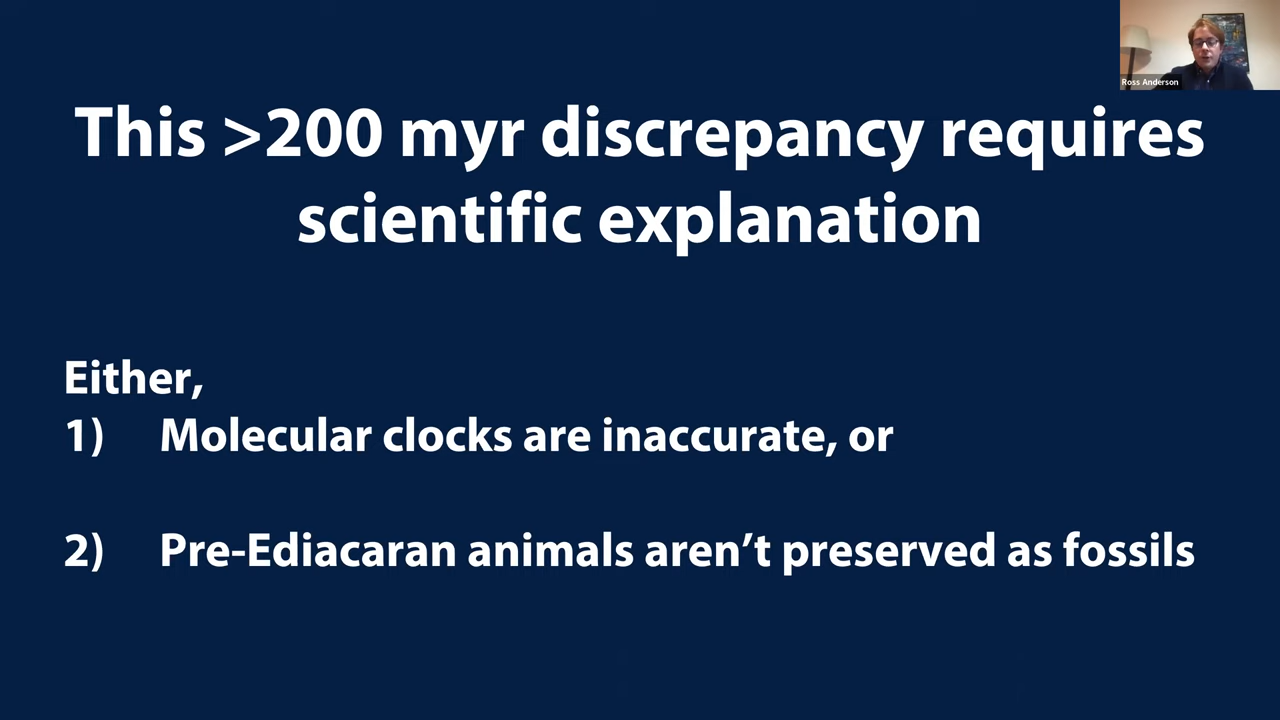 Ross Anderson
This >200 myr discrepancy requires
scientific explanation
Either,
1) Molecular clocks are inaccurate, or
2) Pre-Ediacaran animals aren’t preserved as fossils